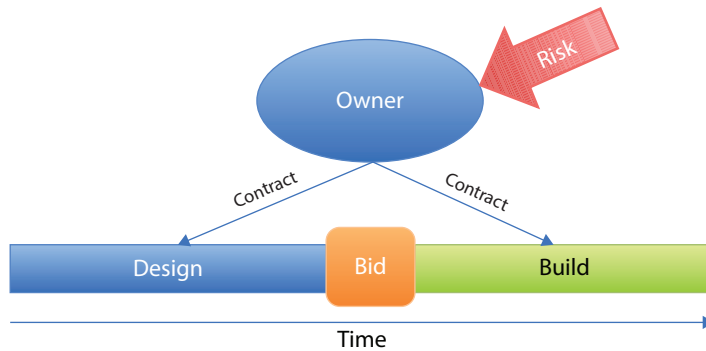 Risk
Owner
Contract
Contract
Design
Bid
Build
Time